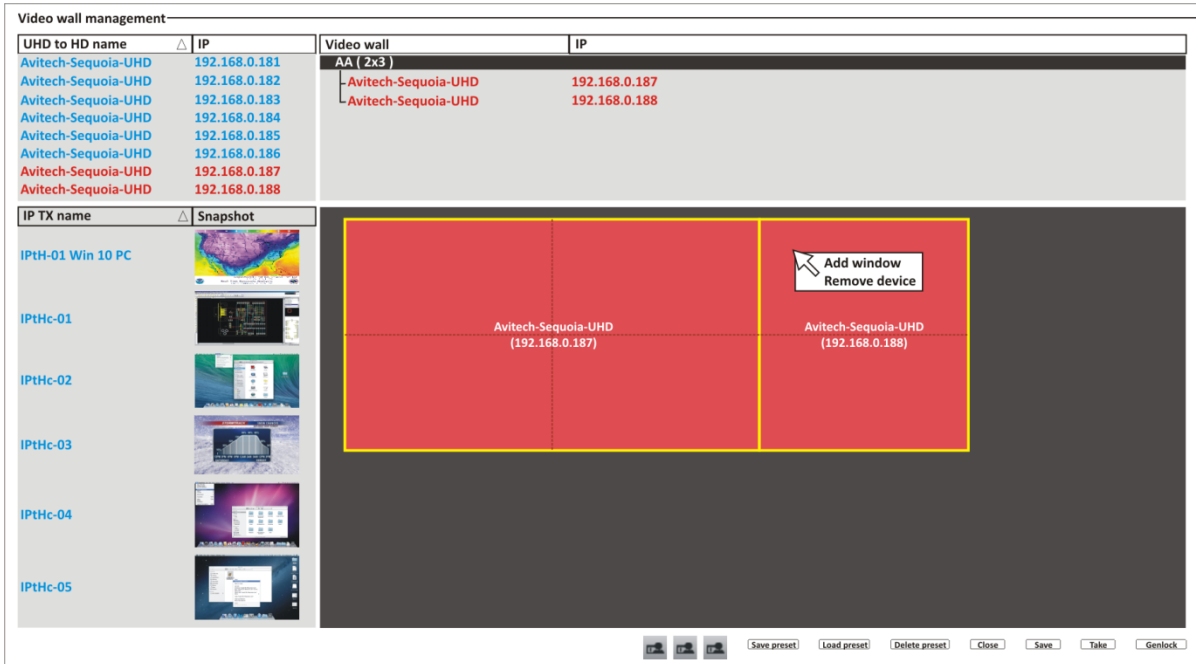 Video wall management
UHD to HD name △ IP
Avitech-Sequoia-UHD 192.168.0.181
Avitech-Sequoia-UHD 192.168.0.182
Avitech-Sequoia-UHD 192.168.0.183
Avitech-Sequoia-UHD 192.168.0.184
Avitech-Sequoia-UHD 192.168.0.185
Avitech-Sequoia-UHD 192.168.0.186
Avitech-Sequoia-UHD 192.168.0.187
Avitech-Sequoia-UHD 192.168.0.188
Video wall IP
AA ( 2x3 )
Avitech-Sequoia-UHD 192.168.0.187
Avitech-Sequoia-UHD 192.168.0.188
IP TX name △ Snapshot
IPtH-01 Win 10 PC
IPtHc-01
IPtHc-02
IPtHc-03
IPtHc-04
IPtHc-05
Add window
Remove device
Avitech-Sequoia-UHD
(192.168.0.187)
Avitech-Sequoia-UHD
(192.168.0.188)
Save preset Load preset Delete preset Close Save Take Genlock